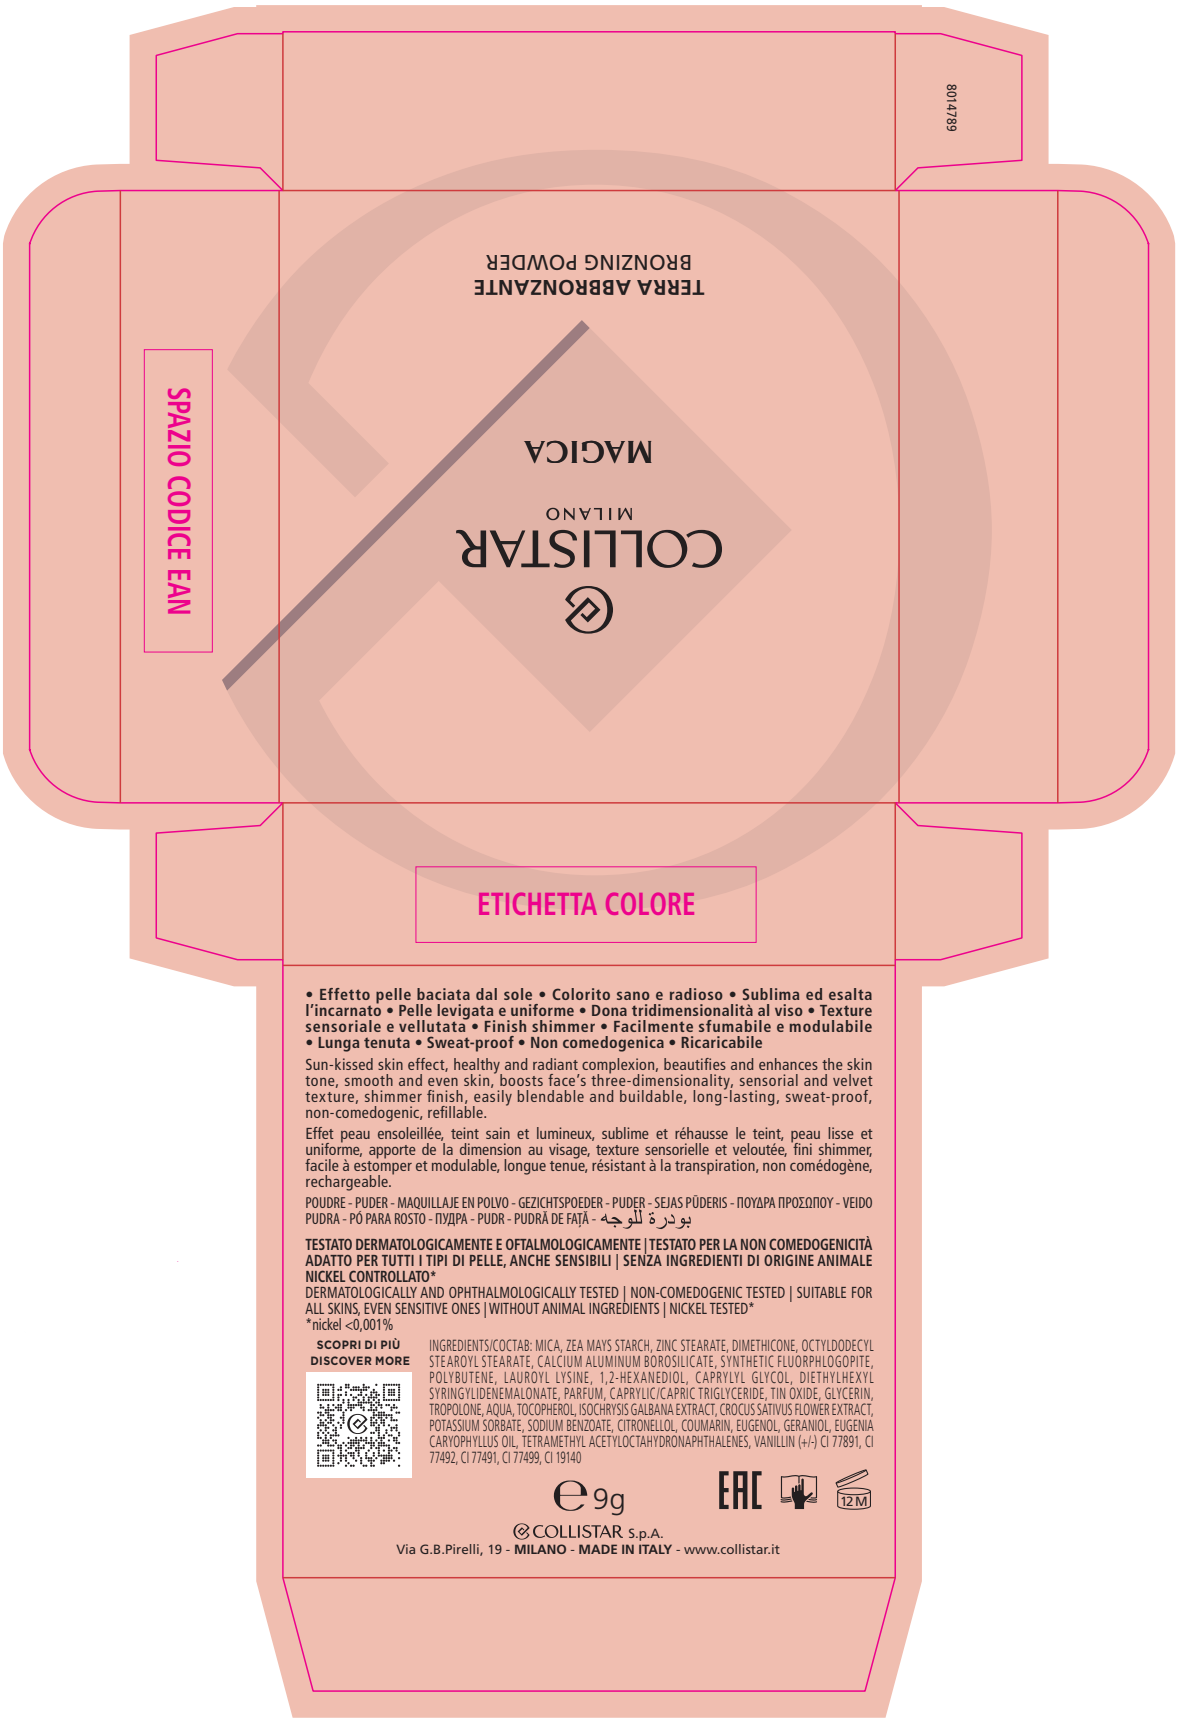 8014789
TERRA ABBRONZANTE
BRONZING POWDER
MAGICA
COLLISTAR
MILANO
SPAZIO CODICE EAN
ETICHETTA COLORE
• Effetto pelle baciata dal sole • Colorito sano e radioso • Sublima ed esalta
l'incarnato • Pelle levigata e uniforme • Dona tridimensionalità al viso • Texture
sensoriale e vellutata • Finish shimmer • Facilmente sfumabile e modulabile
• Lunga tenuta • Sweat-proof • Non comedogenica • Ricaricabile
Sun-kissed skin effect, healthy and radiant complexion, beautifies and enhances the skin
tone, smooth and even skin, boosts face's three-dimensionality, sensorial and velvet
texture, shimmer finish, easily blendable and buildable, long-lasting, sweat-proof,
non-comedogenic, refillable.
Effet peau ensoleillée, teint sain et lumineux, sublime et réhausse le teint, peau lisse et
uniforme, apporte de la dimension au visage, texture sensorielle et veloutée, fini shimmer,
facile à estomper et modulable, longue tenue, résistant à la transpiration, non comédogène,
rechargeable.
POUDRE - PUDER - MAQUILLAJE EN POLVO - GEZICHTSPOEDER - PUDER - SEJAS PŪDERIS - ΠΟΥΔΡΑ ΠΡΟΣΩΠΟΥ - VEIDO
PUDRA - PÓ PARA ROSTO - ПУДРА - PUDR - PUDRĂ DE FAȚĂ - بودرة للوجه
TESTATO DERMATOLOGICAMENTE E OFTALMOLOGICAMENTE | TESTATO PER LA NON COMEDOGENICITÀ
ADATTO PER TUTTI I TIPI DI PELLE, ANCHE SENSIBILI | SENZA INGREDIENTI DI ORIGINE ANIMALE
NICKEL CONTROLLATO*
DERMATOLOGICALLY AND OPHTHALMOLOGICALLY TESTED | NON-COMEDOGENIC TESTED | SUITABLE FOR
ALL SKINS, EVEN SENSITIVE ONES | WITHOUT ANIMAL INGREDIENTS | NICKEL TESTED*
*nickel <0,001%
SCOPRI DI PIÙ
DISCOVER MORE
INGREDIENTS/COCTAB: MICA, ZEA MAYS STARCH, ZINC STEARATE, DIMETHICONE, OCTYLDODECYL
STEAROYL STEARATE, CALCIUM ALUMINUM BOROSILICATE, SYNTHETIC FLUORPHLOGOPITE,
POLYBUTENE, LAUROYL LYSINE, 1,2-HEXANEDIOL, CAPRYLYL GLYCOL, DIETHYLHEXYL
SYRINGYLIDENEMALONATE, PARFUM, CAPRYLIC/CAPRIC TRIGLYCERIDE, TIN OXIDE, GLYCERIN,
TROPOLONE, AQUA, TOCOPHEROL, ISOCHRYSIS GALBANA EXTRACT, CROCUS SATIVUS FLOWER EXTRACT,
POTASSIUM SORBATE, SODIUM BENZOATE, CITRONELLOL, COUMARIN, EUGENOL, GERANIOL, EUGENIA
CARYOPHYLLUS OIL, TETRAMETHYL ACETYLOCTAHYDRONAPHTHALENES, VANILLIN (+/-) CI 77891, CI
77492, CI 77491, CI 77499, CI 19140
℮ 9g
EAC
12 M
COLLISTAR S.p.A.
Via G.B.Pirelli, 19 - MILANO - MADE IN ITALY - www.collistar.it